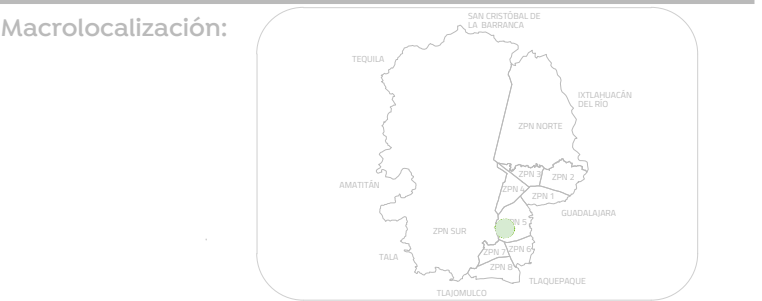 Macrolocalización:
SAN CRISTÓBAL DE
LA BARRANCA
TEQUILA
IXTLAHUACÁN
DEL RÍO
ZPN NORTE
ZPN 3
ZPN 2
AMATITÁN
ZPN 4
ZPN 1
GUADALAJARA
N 5
ZPN SUR
ZPN 7
ZPN 6
TALA
ZPN 8
TLAQUEPAQUE
TLAJOMULCO